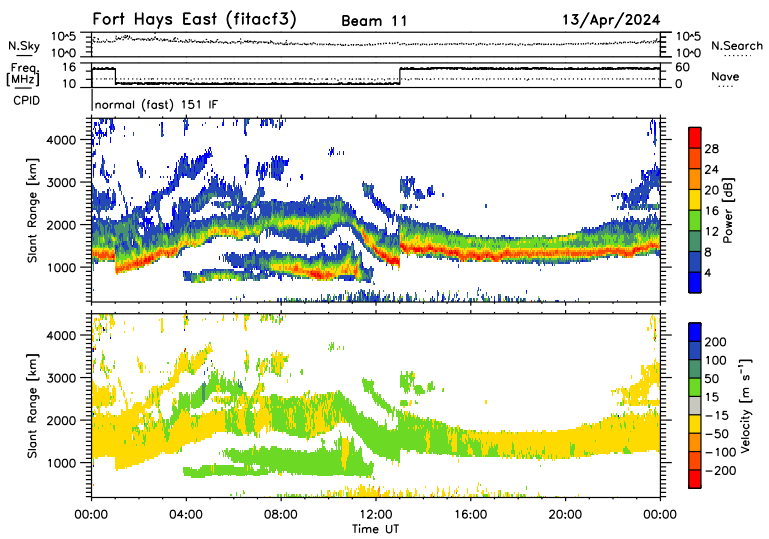 Fort Hays East (fitacf3) Beam 11 13/Apr/2024
N.Sky 10^5 10^0 10^5 10^0 N.Search
Freq. [MHz] 16 10 60 0 Nave
CPID normal (fast) 151 IF
Slant Range [km] 4000 3000 2000 1000
Power [dB] 28 24 20 16 12 8 4
Slant Range [km] 4000 3000 2000 1000
Velocity [m s⁻¹] 200 100 50 15 −15 −50 −100 −200
00:00 04:00 08:00 12:00 16:00 20:00 00:00
Time UT